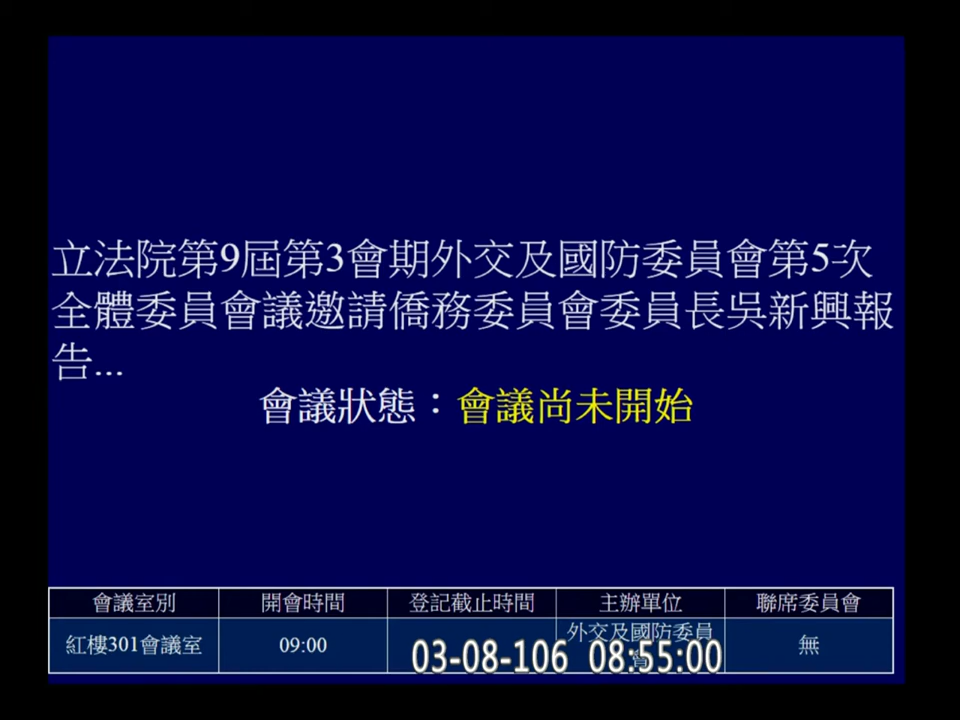 立法院第9屆第3會期外交及國防委員會第5次
全體委員會議邀請僑務委員會委員長吳新興報
告...
會議狀態：會議尚未開始
會議室別 開會時間 登記截止時間 主辦單位 聯席委員會
紅樓301會議室 09:00 外交及國防委員會 無
03-08-106 08:55:00